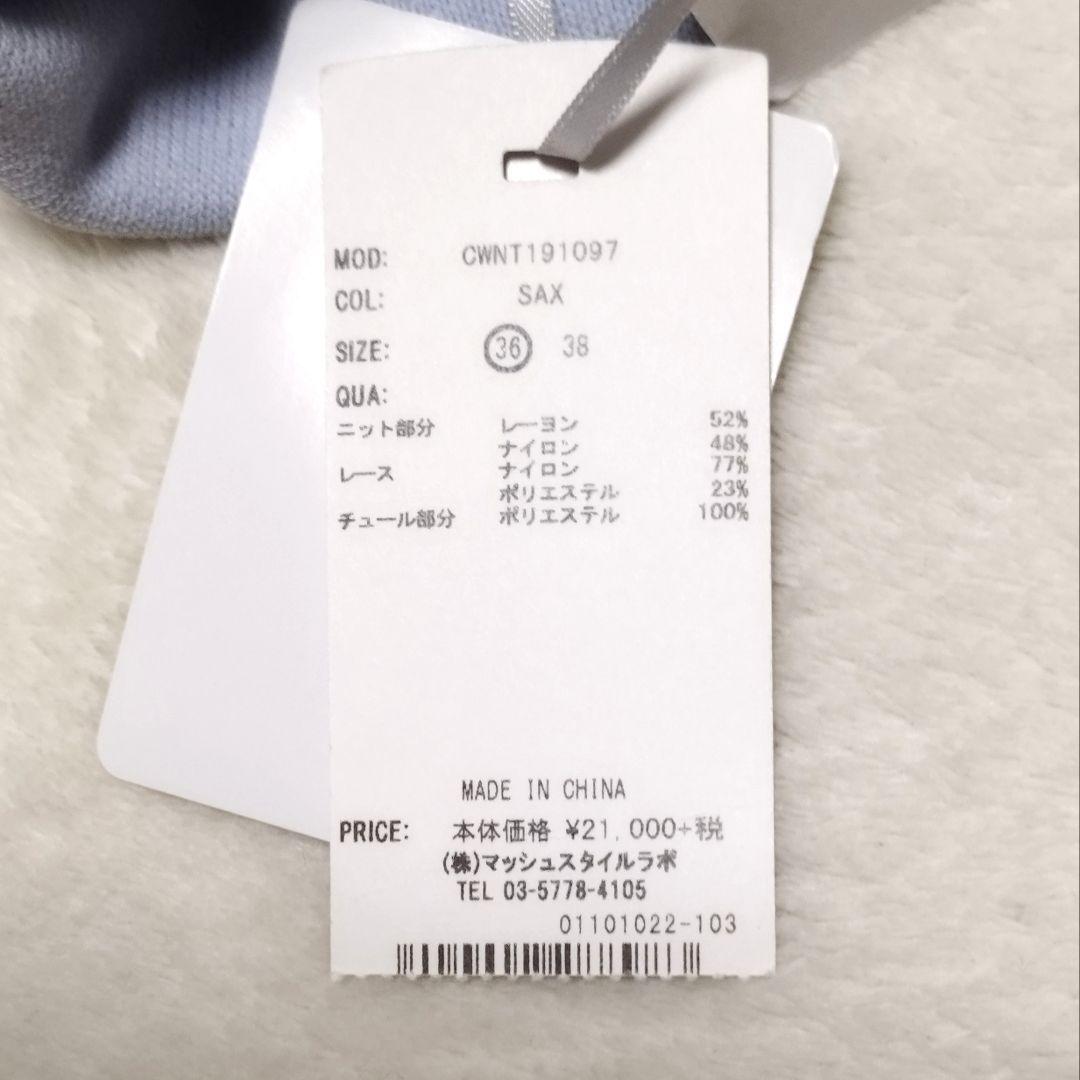 MOD: CWNT191097
COL: SAX
SIZE: 36 38
QUA:
ニット部分 レーヨン 52%
ナイロン 48%
レース ナイロン 77%
ポリエステル 23%
チュール部分 ポリエステル 100%
MADE IN CHINA
PRICE: 本体価格 ¥21,000+税
(株)マッシュスタイルラボ
TEL 03-5778-4105
01101022-103